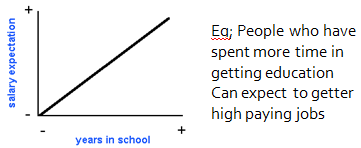 +
salary expectation
-
-
+
years in school
Eg; People who have
spent more time in
getting education
Can expect to getter
high paying jobs